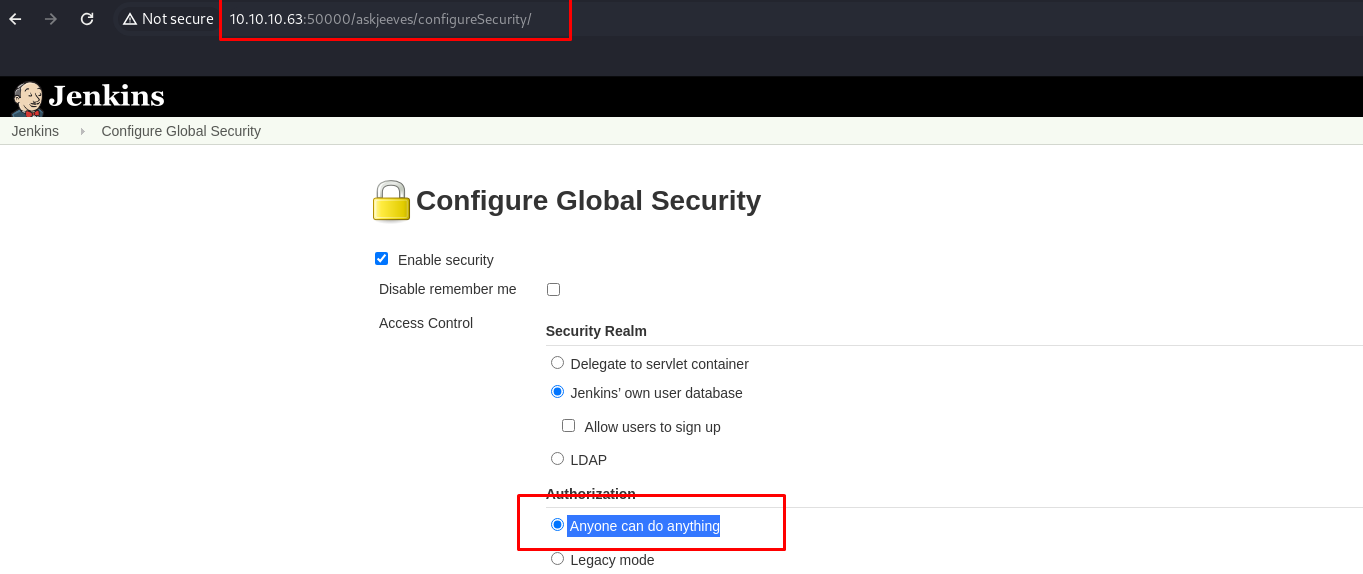 Not secure 10.10.10.63:50000/askjeeves/configureSecurity/
Jenkins
Jenkins Configure Global Security
Configure Global Security
Enable security
Disable remember me
Access Control
Security Realm
Delegate to servlet container
Jenkins’ own user database
Allow users to sign up
LDAP
Authorization
Anyone can do anything
Legacy mode